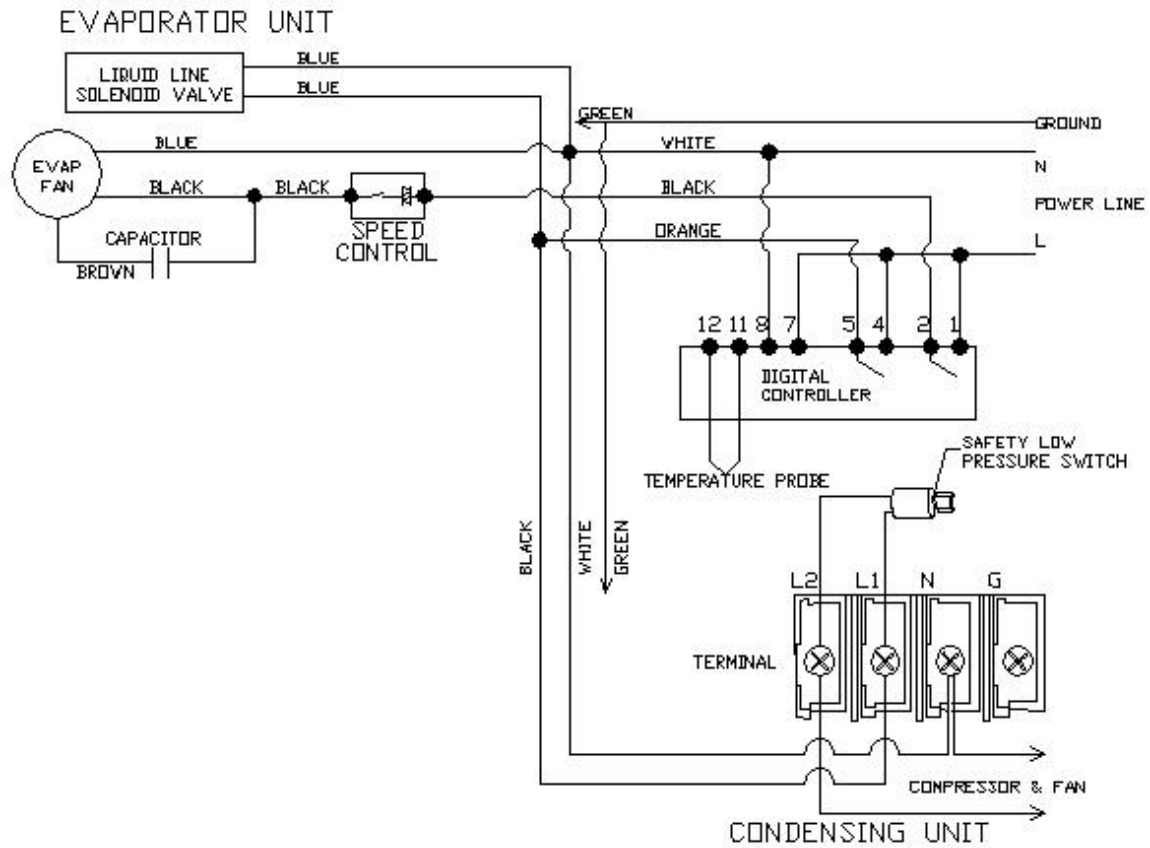 EVAPORATOR UNIT
LIQUID LINE
SOLENOID VALVE
BLUE
BLUE
GREEN
GROUND
BLUE
WHITE
N
EVAP
FAN
BLACK
BLACK
BLACK
POWER LINE
SPEED
CONTROL
CAPACITOR
BROWN
ORANGE
L
12 11 8 7 5 4 2 1
DIGITAL
CONTROLLER
TEMPERATURE PROBE
SAFETY LOW
PRESSURE SWITCH
BLACK
WHITE
GREEN
L2 L1 N G
TERMINAL
COMPRESSOR & FAN
CONDENSING UNIT